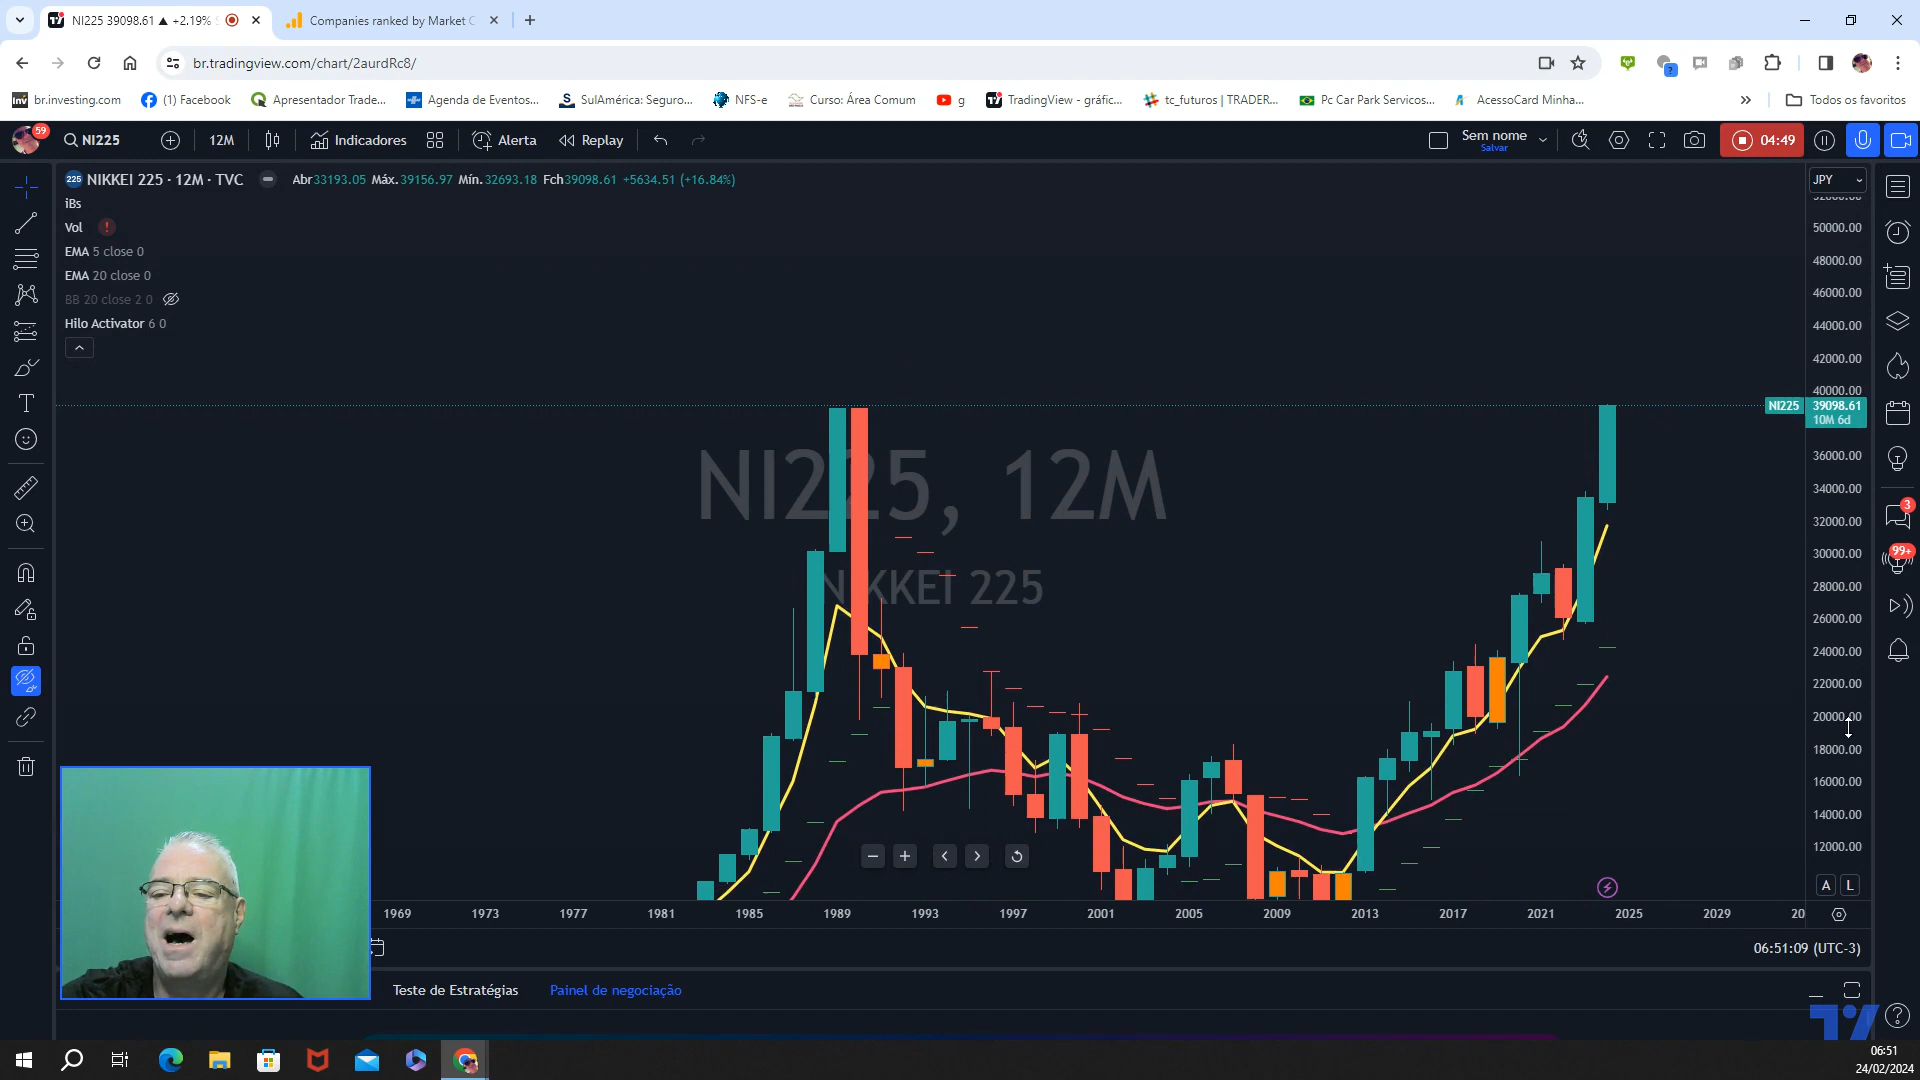 NI225 39098.61 ▲ +2.19%
Companies ranked by Market C
br.tradingview.com/chart/2aurdRc8/
br.investing.com
(1) Facebook
Apresentador Trade...
Agenda de Eventos...
SulAmérica: Seguro...
NFS-e
Curso: Área Comum
g
TradingView - gráfic...
tc_futuros | TRADER...
Pc Car Park Servicos...
AcessoCard Minha...
Todos os favoritos
59
NI225
12M
Indicadores
Alerta
Replay
Sem nome
Salvar
04:49
225 NIKKEI 225 · 12M · TVC
Abr33193.05 Máx.39156.97 Mín.32693.18 Fch39098.61 +5634.51 (+16.84%)
JPY
iBs
Vol
EMA 5 close 0
EMA 20 close 0
BB 20 close 2 0
Hilo Activator 6 0
50000.00
48000.00
46000.00
44000.00
42000.00
40000.00
NI225 39098.61
10M 6d
36000.00
34000.00
32000.00
30000.00
28000.00
26000.00
24000.00
22000.00
20000.00
18000.00
16000.00
14000.00
12000.00
NI225, 12M
NIKKEI 225
3
99+
A L
1969 1973 1977 1981 1985 1989 1993 1997 2001 2005 2009 2013 2017 2021 2025 2029 20
06:51:09 (UTC-3)
Teste de Estratégias
Painel de negociação
06:51
24/02/2024